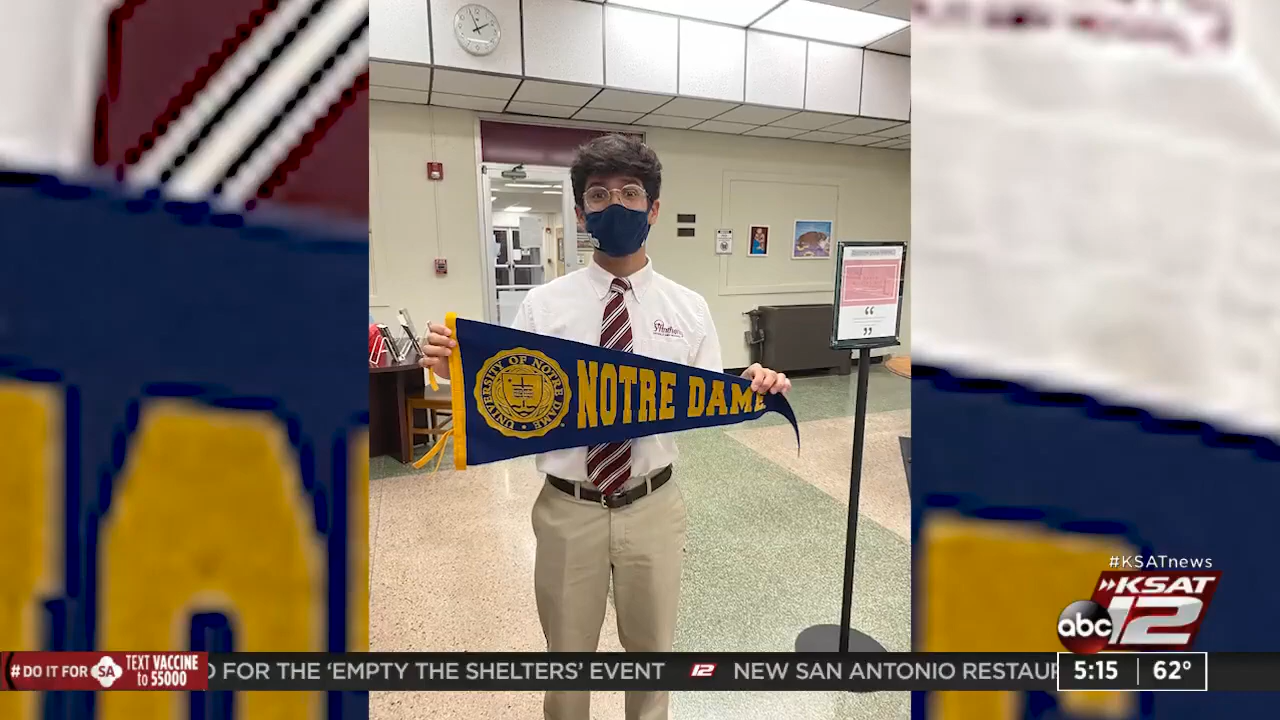 UNIVERSITY OF NOTRE DAME
NOTRE DAME
“
”
#KSATnews
KSAT
abc 12
# DO IT FOR SA TEXT VACCINE
to 55000
FOR THE ‘EMPTY THE SHELTERS’ EVENT 12 NEW SAN ANTONIO RESTAU
5:15 62°